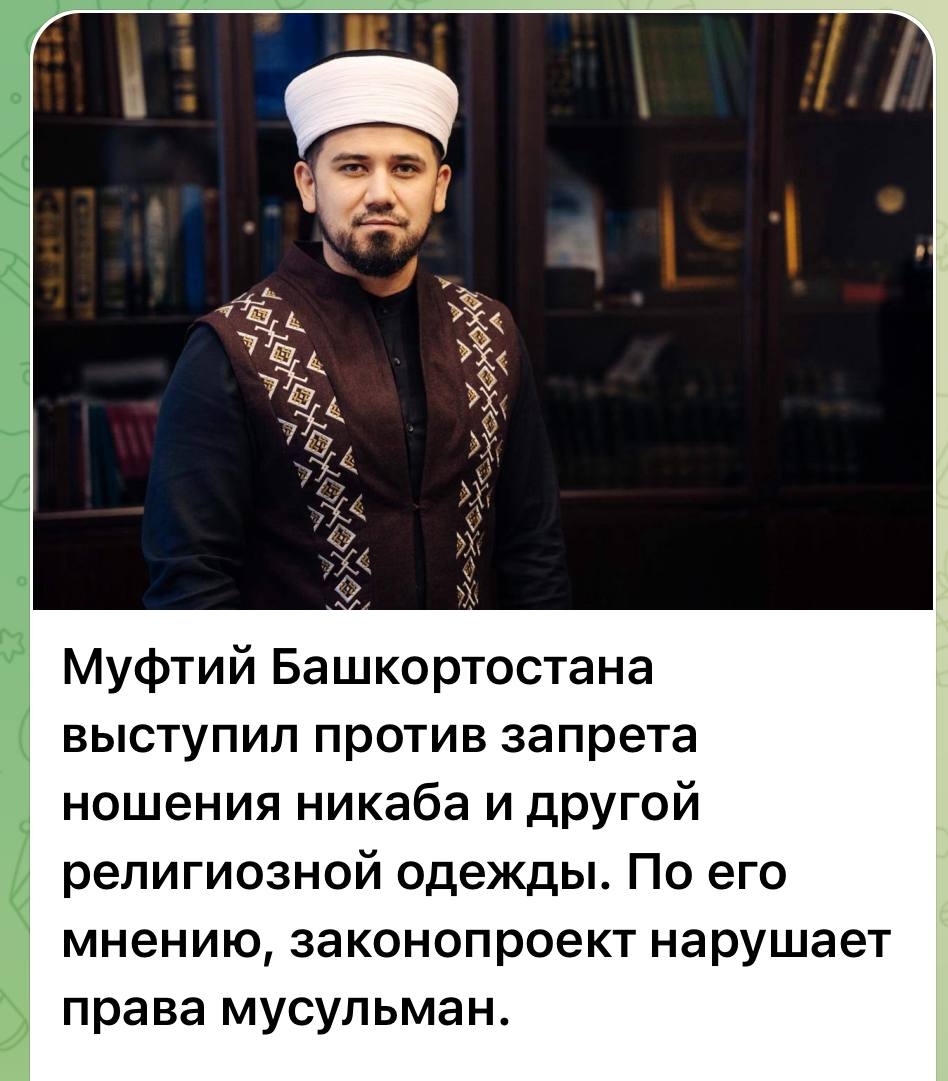 Муфтий Башкортостана
выступил против запрета
ношения никаба и другой
религиозной одежды. По его
мнению, законопроект нарушает
права мусульман.